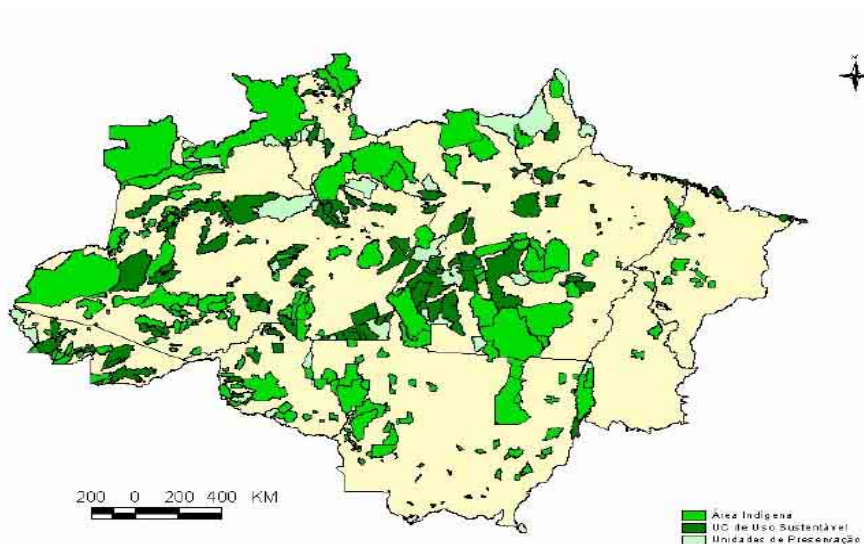 200 0 200 400 KM
Área Indígena
UC de Uso Sustentável
Unidades de Preservação